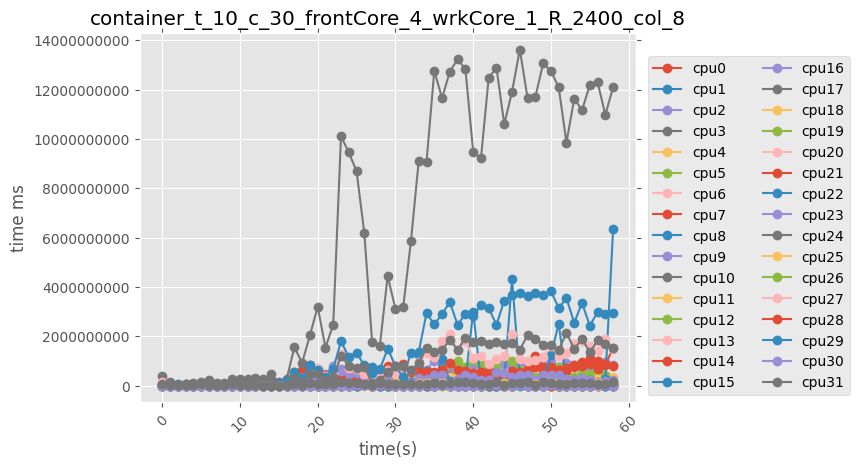 container_t_10_c_30_frontCore_4_wrkCore_1_R_2400_col_8
14000000000
12000000000
10000000000
8000000000
6000000000
4000000000
2000000000
0
time ms
0 10 20 30 40 50 60
time(s)
cpu0 cpu16
cpu1 cpu17
cpu2 cpu18
cpu3 cpu19
cpu4 cpu20
cpu5 cpu21
cpu6 cpu22
cpu7 cpu23
cpu8 cpu24
cpu9 cpu25
cpu10 cpu26
cpu11 cpu27
cpu12 cpu28
cpu13 cpu29
cpu14 cpu30
cpu15 cpu31